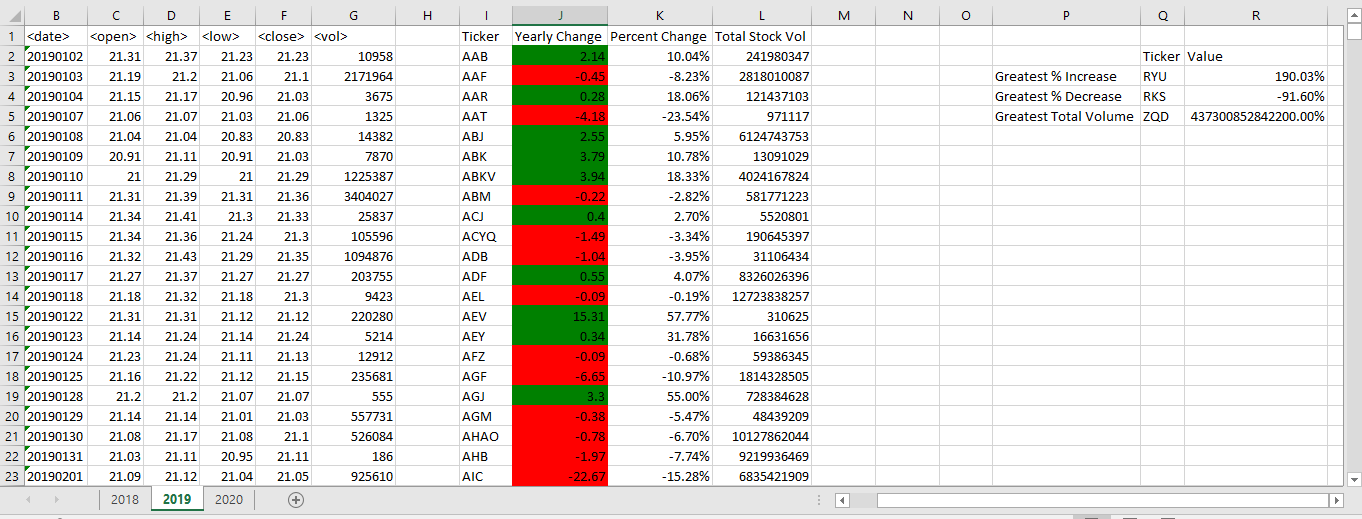 B C D E F G H I J K L M N O P Q R
1 <date> <open> <high> <low> <close> <vol> Ticker Yearly Change Percent Change Total Stock Vol
2 20190102 21.31 21.37 21.23 21.23 10958 AAB 2.14 10.04% 241980347 Ticker Value
3 20190103 21.19 21.2 21.06 21.1 2171964 AAF -0.45 -8.23% 2818010087 Greatest % Increase RYU 190.03%
4 20190104 21.15 21.17 20.96 21.03 3675 AAR 0.28 18.06% 121437103 Greatest % Decrease RKS -91.60%
5 20190107 21.06 21.07 21.03 21.06 1325 AAT -4.18 -23.54% 971117 Greatest Total Volume ZQD 437300852842200.00%
6 20190108 21.04 21.04 20.83 20.83 14382 ABJ 2.55 5.95% 6124743753
7 20190109 20.91 21.11 20.91 21.03 7870 ABK 3.79 10.78% 13091029
8 20190110 21 21.29 21 21.29 1225387 ABKV 3.94 18.33% 4024167824
9 20190111 21.31 21.39 21.31 21.36 3404027 ABM -0.22 -2.82% 581771223
10 20190114 21.34 21.41 21.3 21.33 25837 ACJ 0.4 2.70% 5520801
11 20190115 21.34 21.36 21.24 21.3 105596 ACYQ -1.49 -3.34% 190645397
12 20190116 21.32 21.43 21.29 21.35 1094876 ADB -1.04 -3.95% 31106434
13 20190117 21.27 21.37 21.27 21.27 203755 ADF 0.55 4.07% 8326026396
14 20190118 21.18 21.32 21.18 21.3 9423 AEL -0.09 -0.19% 12723838257
15 20190122 21.31 21.31 21.12 21.12 220280 AEV 15.31 57.77% 310625
16 20190123 21.14 21.24 21.14 21.24 5214 AEY 0.34 31.78% 16631656
17 20190124 21.23 21.24 21.11 21.13 12912 AFZ -0.09 -0.68% 59386345
18 20190125 21.16 21.22 21.12 21.15 235681 AGF -6.65 -10.97% 1814328505
19 20190128 21.2 21.2 21.07 21.07 555 AGJ 3.3 55.00% 728384628
20 20190129 21.14 21.14 21.01 21.03 557731 AGM -0.38 -5.47% 48439209
21 20190130 21.08 21.17 21.08 21.1 526084 AHAO -0.78 -6.70% 10127862044
22 20190131 21.03 21.11 20.95 21.11 186 AHB -1.97 -7.74% 9219936469
23 20190201 21.09 21.12 21.04 21.05 925610 AIC -22.67 -15.28% 6835421909
2018 2019 2020